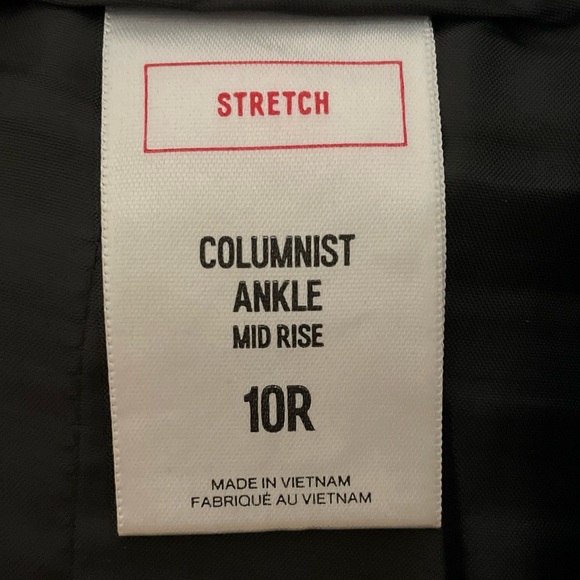 STRETCH
COLUMNIST
ANKLE
MID RISE
10R
MADE IN VIETNAM
FABRIQUÉ AU VIETNAM